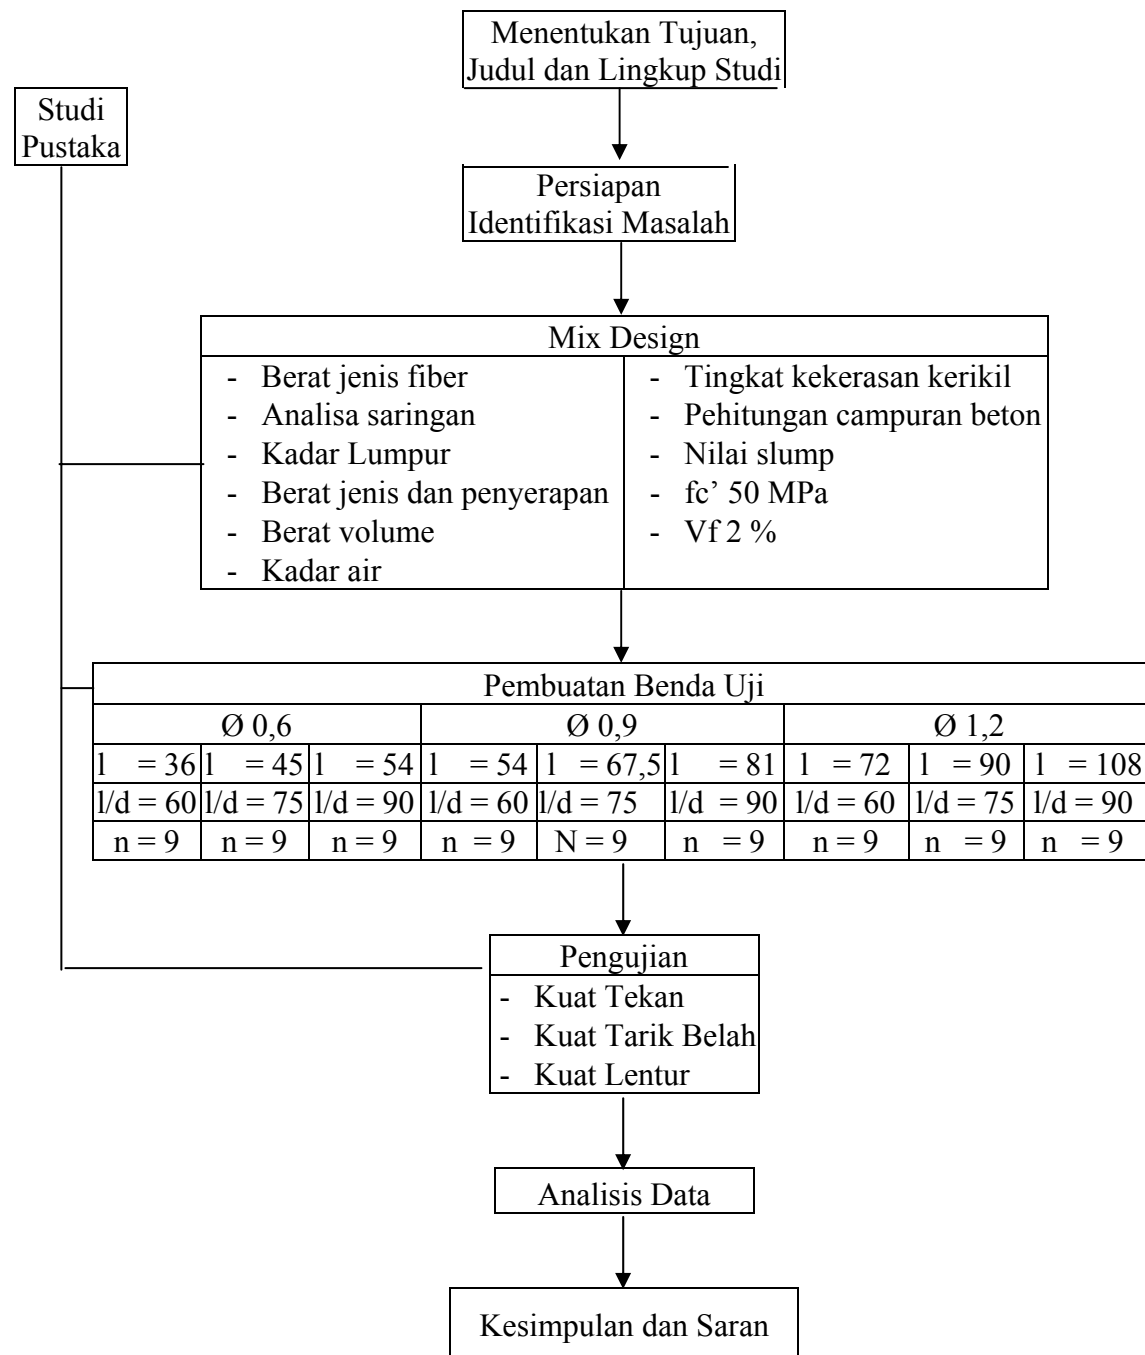 Menentukan Tujuan,
Judul dan Lingkup Studi
Studi
Pustaka
Persiapan
Identifikasi Masalah
Mix Design
- Berat jenis fiber
- Analisa saringan
- Kadar Lumpur
- Berat jenis dan penyerapan
- Berat volume
- Kadar air
- Tingkat kekerasan kerikil
- Pehitungan campuran beton
- Nilai slump
- fc’ 50 MPa
- Vf 2 %
Pembuatan Benda Uji
Ø 0,6 Ø 0,9 Ø 1,2
l = 36 l = 45 l = 54 l = 54 l = 67,5 l = 81 l = 72 l = 90 l = 108
l/d = 60 l/d = 75 l/d = 90 l/d = 60 l/d = 75 l/d = 90 l/d = 60 l/d = 75 l/d = 90
n = 9 n = 9 n = 9 n = 9 N = 9 n = 9 n = 9 n = 9 n = 9
Pengujian
- Kuat Tekan
- Kuat Tarik Belah
- Kuat Lentur
Analisis Data
Kesimpulan dan Saran